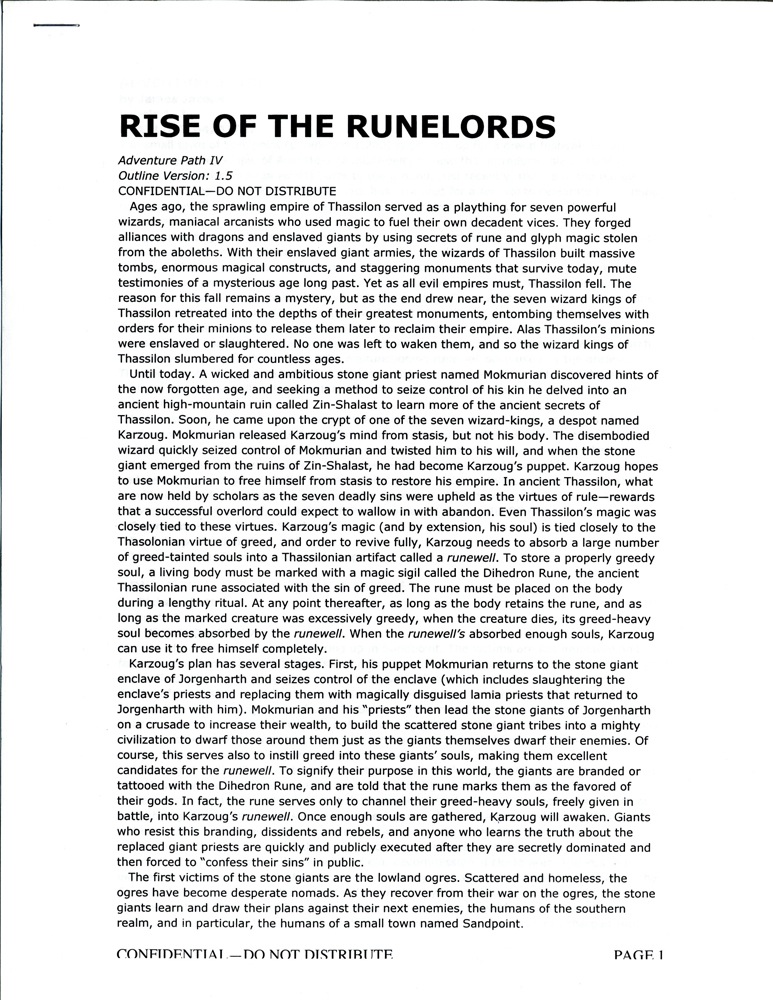 RISE OF THE RUNELORDS
Adventure Path IV
Outline Version: 1.5
CONFIDENTIAL—DO NOT DISTRIBUTE
Ages ago, the sprawling empire of Thassilon served as a plaything for seven powerful
wizards, maniacal arcanists who used magic to fuel their own decadent vices. They forged
alliances with dragons and enslaved giants by using secrets of rune and glyph magic stolen
from the aboleths. With their enslaved giant armies, the wizards of Thassilon built massive
tombs, enormous magical constructs, and staggering monuments that survive today, mute
testimonies of a mysterious age long past. Yet as all evil empires must, Thassilon fell. The
reason for this fall remains a mystery, but as the end drew near, the seven wizard kings of
Thassilon retreated into the depths of their greatest monuments, entombing themselves with
orders for their minions to release them later to reclaim their empire. Alas Thassilon's minions
were enslaved or slaughtered. No one was left to waken them, and so the wizard kings of
Thassilon slumbered for countless ages.
Until today. A wicked and ambitious stone giant priest named Mokmurian discovered hints of
the now forgotten age, and seeking a method to seize control of his kin he delved into an
ancient high-mountain ruin called Zin-Shalast to learn more of the ancient secrets of
Thassilon. Soon, he came upon the crypt of one of the seven wizard-kings, a despot named
Karzoug. Mokmurian released Karzoug's mind from stasis, but not his body. The disembodied
wizard quickly seized control of Mokmurian and twisted him to his will, and when the stone
giant emerged from the ruins of Zin-Shalast, he had become Karzoug's puppet. Karzoug hopes
to use Mokmurian to free himself from stasis to restore his empire. In ancient Thassilon, what
are now held by scholars as the seven deadly sins were upheld as the virtues of rule—rewards
that a successful overlord could expect to wallow in with abandon. Even Thassilon's magic was
closely tied to these virtues. Karzoug's magic (and by extension, his soul) is tied closely to the
Thasolonian virtue of greed, and order to revive fully, Karzoug needs to absorb a large number
of greed-tainted souls into a Thassilonian artifact called a runewell. To store a properly greedy
soul, a living body must be marked with a magic sigil called the Dihedron Rune, the ancient
Thassilonian rune associated with the sin of greed. The rune must be placed on the body
during a lengthy ritual. At any point thereafter, as long as the body retains the rune, and as
long as the marked creature was excessively greedy, when the creature dies, its greed-heavy
soul becomes absorbed by the runewell. When the runewell's absorbed enough souls, Karzoug
can use it to free himself completely.
Karzoug's plan has several stages. First, his puppet Mokmurian returns to the stone giant
enclave of Jorgenharth and seizes control of the enclave (which includes slaughtering the
enclave's priests and replacing them with magically disguised lamia priests that returned to
Jorgenharth with him). Mokmurian and his "priests" then lead the stone giants of Jorgenharth
on a crusade to increase their wealth, to build the scattered stone giant tribes into a mighty
civilization to dwarf those around them just as the giants themselves dwarf their enemies. Of
course, this serves also to instill greed into these giants' souls, making them excellent
candidates for the runewell. To signify their purpose in this world, the giants are branded or
tattooed with the Dihedron Rune, and are told that the rune marks them as the favored of
their gods. In fact, the rune serves only to channel their greed-heavy souls, freely given in
battle, into Karzoug's runewell. Once enough souls are gathered, Karzoug will awaken. Giants
who resist this branding, dissidents and rebels, and anyone who learns the truth about the
replaced giant priests are quickly and publicly executed after they are secretly dominated and
then forced to "confess their sins" in public.
The first victims of the stone giants are the lowland ogres. Scattered and homeless, the
ogres have become desperate nomads. As they recover from their war on the ogres, the stone
giants learn and draw their plans against their next enemies, the humans of the southern
realm, and in particular, the humans of a small town named Sandpoint.
CONFIDENTIAL—DO NOT DISTRIBUTE PAGE 1